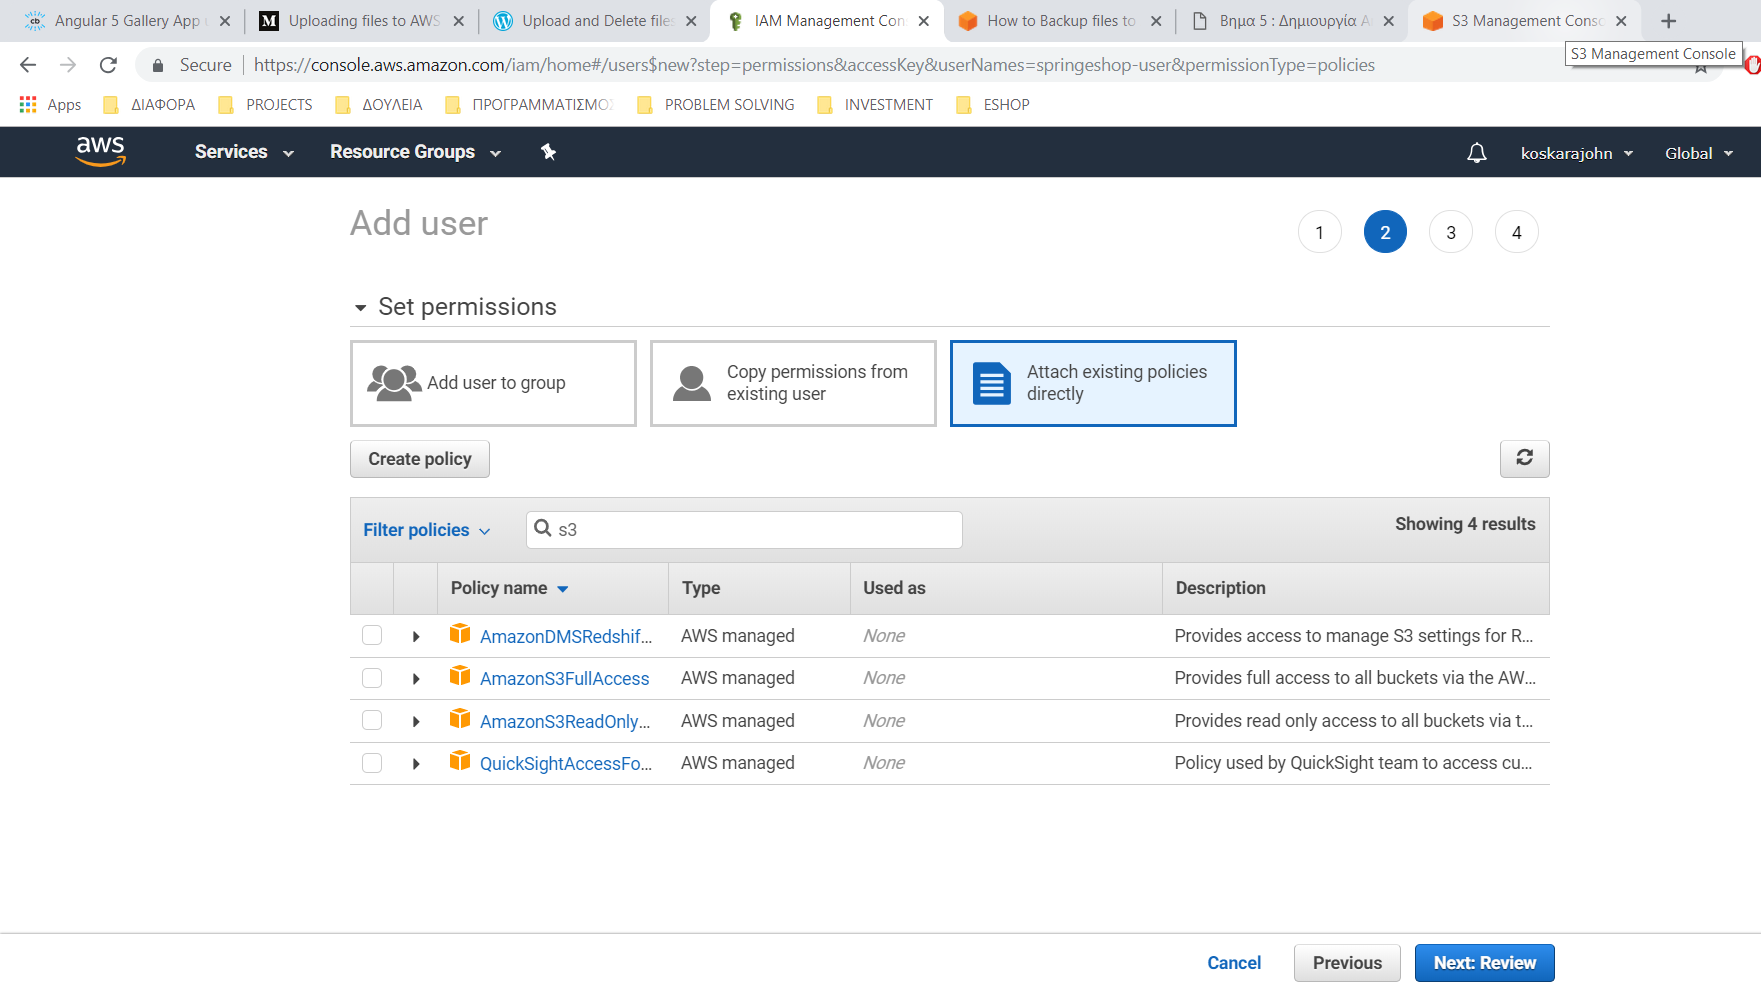 Angular 5 Gallery App
Uploading files to AWS
Upload and Delete files
IAM Management Con
How to Backup files to
Βημα 5 : Δημιουργία
S3 Management Conso
S3 Management Console
Secure
https://console.aws.amazon.com/iam/home#/users$new?step=permissions&accessKey&userNames=springeshop-user&permissionType=policies
Apps
ΔΙΑΦΟΡΑ
PROJECTS
ΔΟΥΛΕΙΑ
ΠΡΟΓΡΑΜΜΑΤΙΣΜΟΣ
PROBLEM SOLVING
INVESTMENT
ESHOP
aws
Services
Resource Groups
koskarajohn
Global
Add user
1
2
3
4
Set permissions
Add user to group
Copy permissions from
existing user
Attach existing policies
directly
Create policy
Filter policies
s3
Showing 4 results
Policy name
Type
Used as
Description
AmazonDMSRedshif... AWS managed None Provides access to manage S3 settings for R...
AmazonS3FullAccess AWS managed None Provides full access to all buckets via the AW...
AmazonS3ReadOnly... AWS managed None Provides read only access to all buckets via t...
QuickSightAccessFo... AWS managed None Policy used by QuickSight team to access cu...
Cancel
Previous
Next: Review